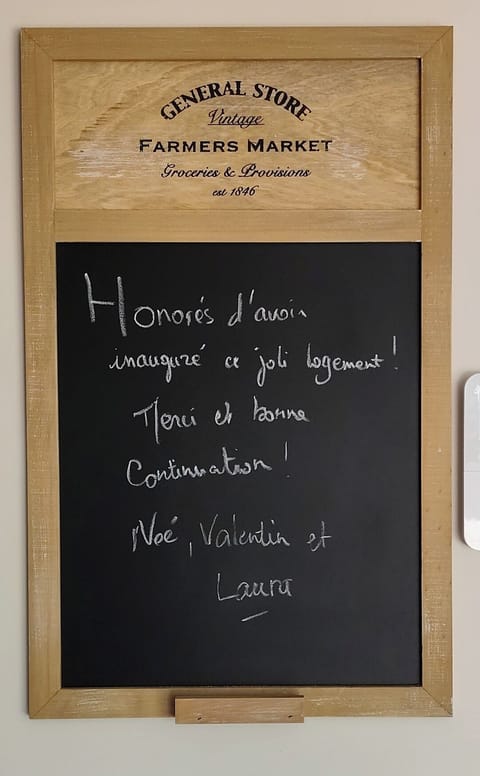 GENERAL STORE
Vintage
FARMERS MARKET
Groceries & Provisions
est 1846
Honorés d'avoir
inauguré ce joli logement !
Merci et bonne
Continuation !
Noé, Valentin et
Laura